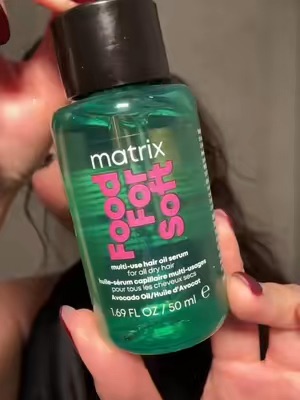 matrix
Food
For
Soft
multi-use hair oil serum
for all dry hair
huile-sérum capillaire multi-usages
pour tous les cheveux secs
Avocado Oil/Huile d'Avocat
1.69 FL OZ / 50 ml ℮